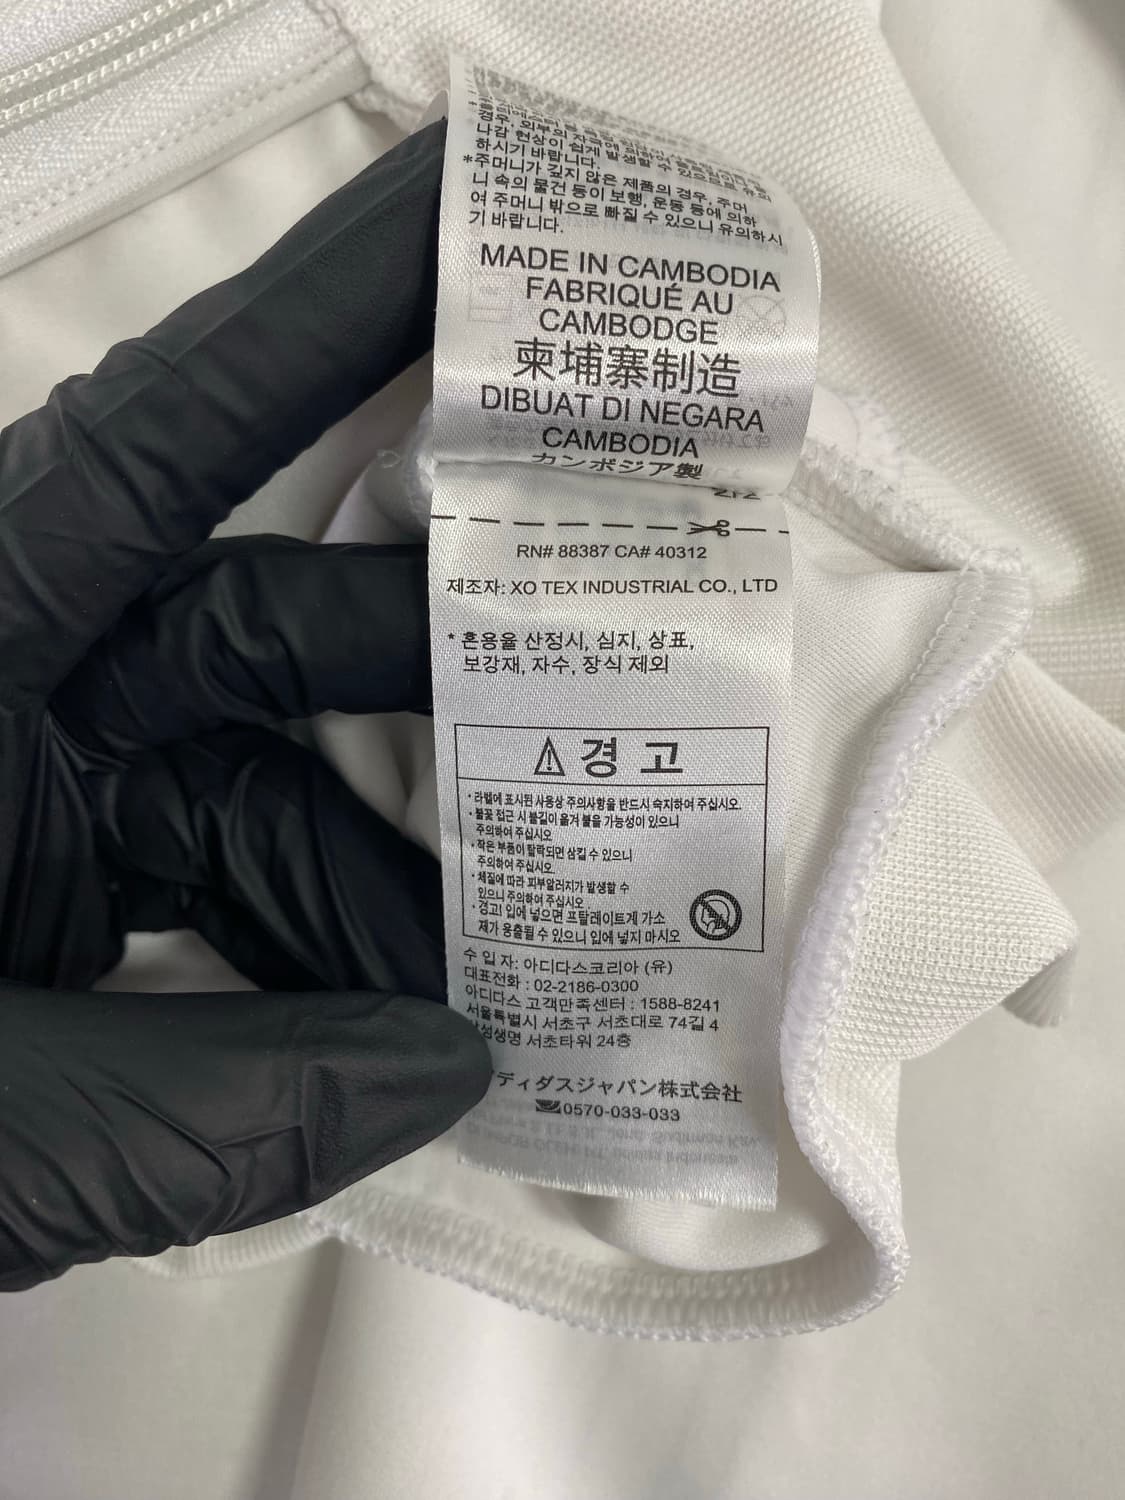 경우, 외부의 자극에 의하여
나감 현상이 쉽게 발생할 수 있으므로 유의
하시기 바랍니다.
*주머니가 깊지 않은 제품의 경우, 주머
니 속의 물건 등이 보행, 운동 등에 의하
여 주머니 밖으로 빠질 수 있으니 유의하시
기 바랍니다.
MADE IN CAMBODIA
FABRIQUÉ AU
CAMBODGE
柬埔寨制造
DIBUAT DI NEGARA
CAMBODIA
カンボジア製
2/2
RN# 88387 CA# 40312
제조자: XO TEX INDUSTRIAL CO., LTD
* 혼용율 산정시, 심지, 상표,
보강재, 자수, 장식 제외
⚠ 경 고
• 라벨에 표시된 사용상 주의사항을 반드시 숙지하여 주십시오.
• 불꽃 접근 시 불길이 옮겨 붙을 가능성이 있으니
주의하여 주십시오
• 작은 부품이 탈락되면 삼킬 수 있으니
주의하여 주십시오.
• 체질에 따라 피부알러지가 발생할 수
있으니 주의하여 주십시오.
• 경고! 입에 넣으면 프탈레이트계 가소
제가 용출될 수 있으니 입에 넣지 마시오
수 입 자: 아디다스코리아 (유)
대표전화 : 02-2186-0300
아디다스 고객만족센터 : 1588-8241
서울특별시 서초구 서초대로 74길 4
성생명 서초타워 24층
ディダスジャパン株式会社
0570-033-033